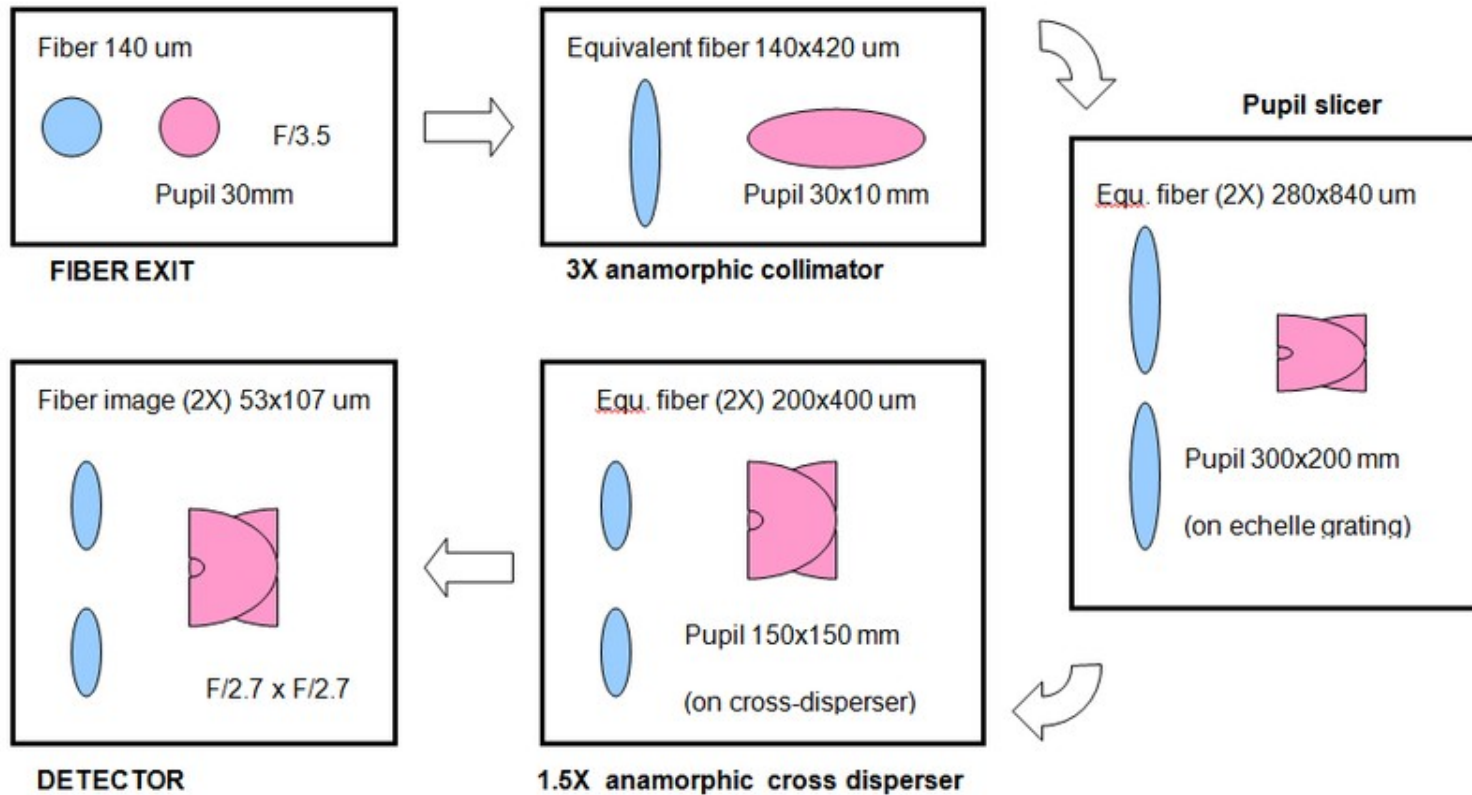 Fiber 140 um
F/3.5
Pupil 30mm
FIBER EXIT
Equivalent fiber 140x420 um
Pupil 30x10 mm
3X anamorphic collimator
Pupil slicer
Equ. fiber (2X) 280x840 um
Pupil 300x200 mm
(on echelle grating)
Equ. fiber (2X) 200x400 um
Pupil 150x150 mm
(on cross-disperser)
1.5X anamorphic cross disperser
Fiber image (2X) 53x107 um
F/2.7 x F/2.7
DETECTOR